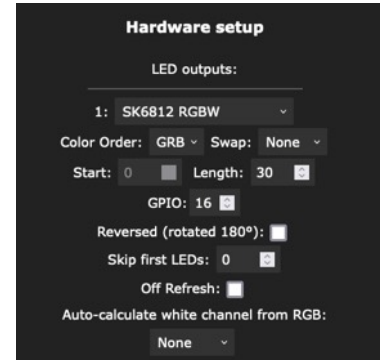 Hardware setup
LED outputs:
1: SK6812 RGBW
Color Order: GRB Swap: None
Start: 0 Length: 30
GPIO: 16
Reversed (rotated 180°):
Skip first LEDs: 0
Off Refresh:
Auto-calculate white channel from RGB:
None